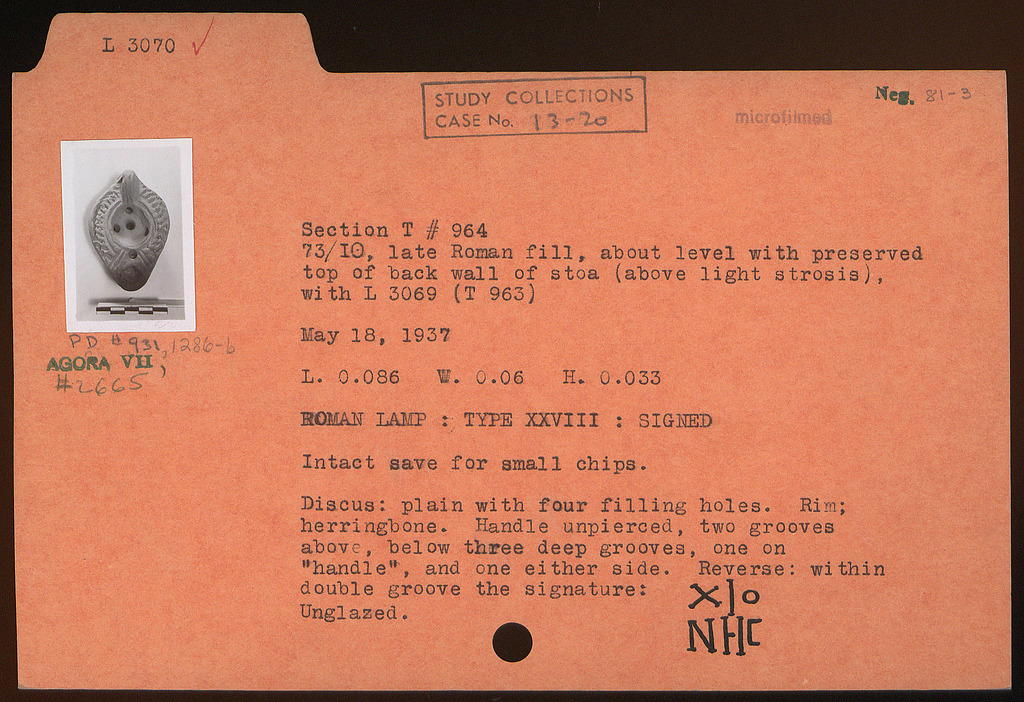 L 3070 ✓
STUDY COLLECTIONS
CASE No. 13-20
Neg. 81-3
microfilmed
PD # 931, 1286-b
AGORA VII,
#2665
Section T # 964
73/I0, late Roman fill, about level with preserved
top of back wall of stoa (above light strosis),
with L 3069 (T 963)
May 18, 1937
L. 0.086 W. 0.06 H. 0.033
ROMAN LAMP : TYPE XXVIII : SIGNED
Intact save for small chips.
Discus: plain with four filling holes. Rim;
herringbone. Handle unpierced, two grooves
above, below three deep grooves, one on
"handle", and one either side. Reverse: within
double groove the signature: ΧΙΟ
ΝΗϹ
Unglazed.